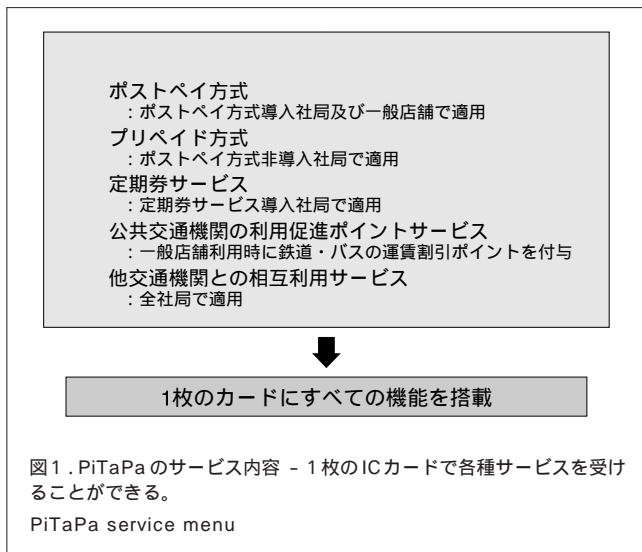 ポストペイ方式
：ポストペイ方式導入社局及び一般店舗で適用
プリペイド方式
：ポストペイ方式非導入社局で適用
定期券サービス
：定期券サービス導入社局で適用
公共交通機関の利用促進ポイントサービス
：一般店舗利用時に鉄道・バスの運賃割引ポイントを付与
他交通機関との相互利用サービス
：全社局で適用
1枚のカードにすべての機能を搭載
図1．PiTaPaのサービス内容 － 1枚のICカードで各種サービスを受け
ることができる。
PiTaPa service menu